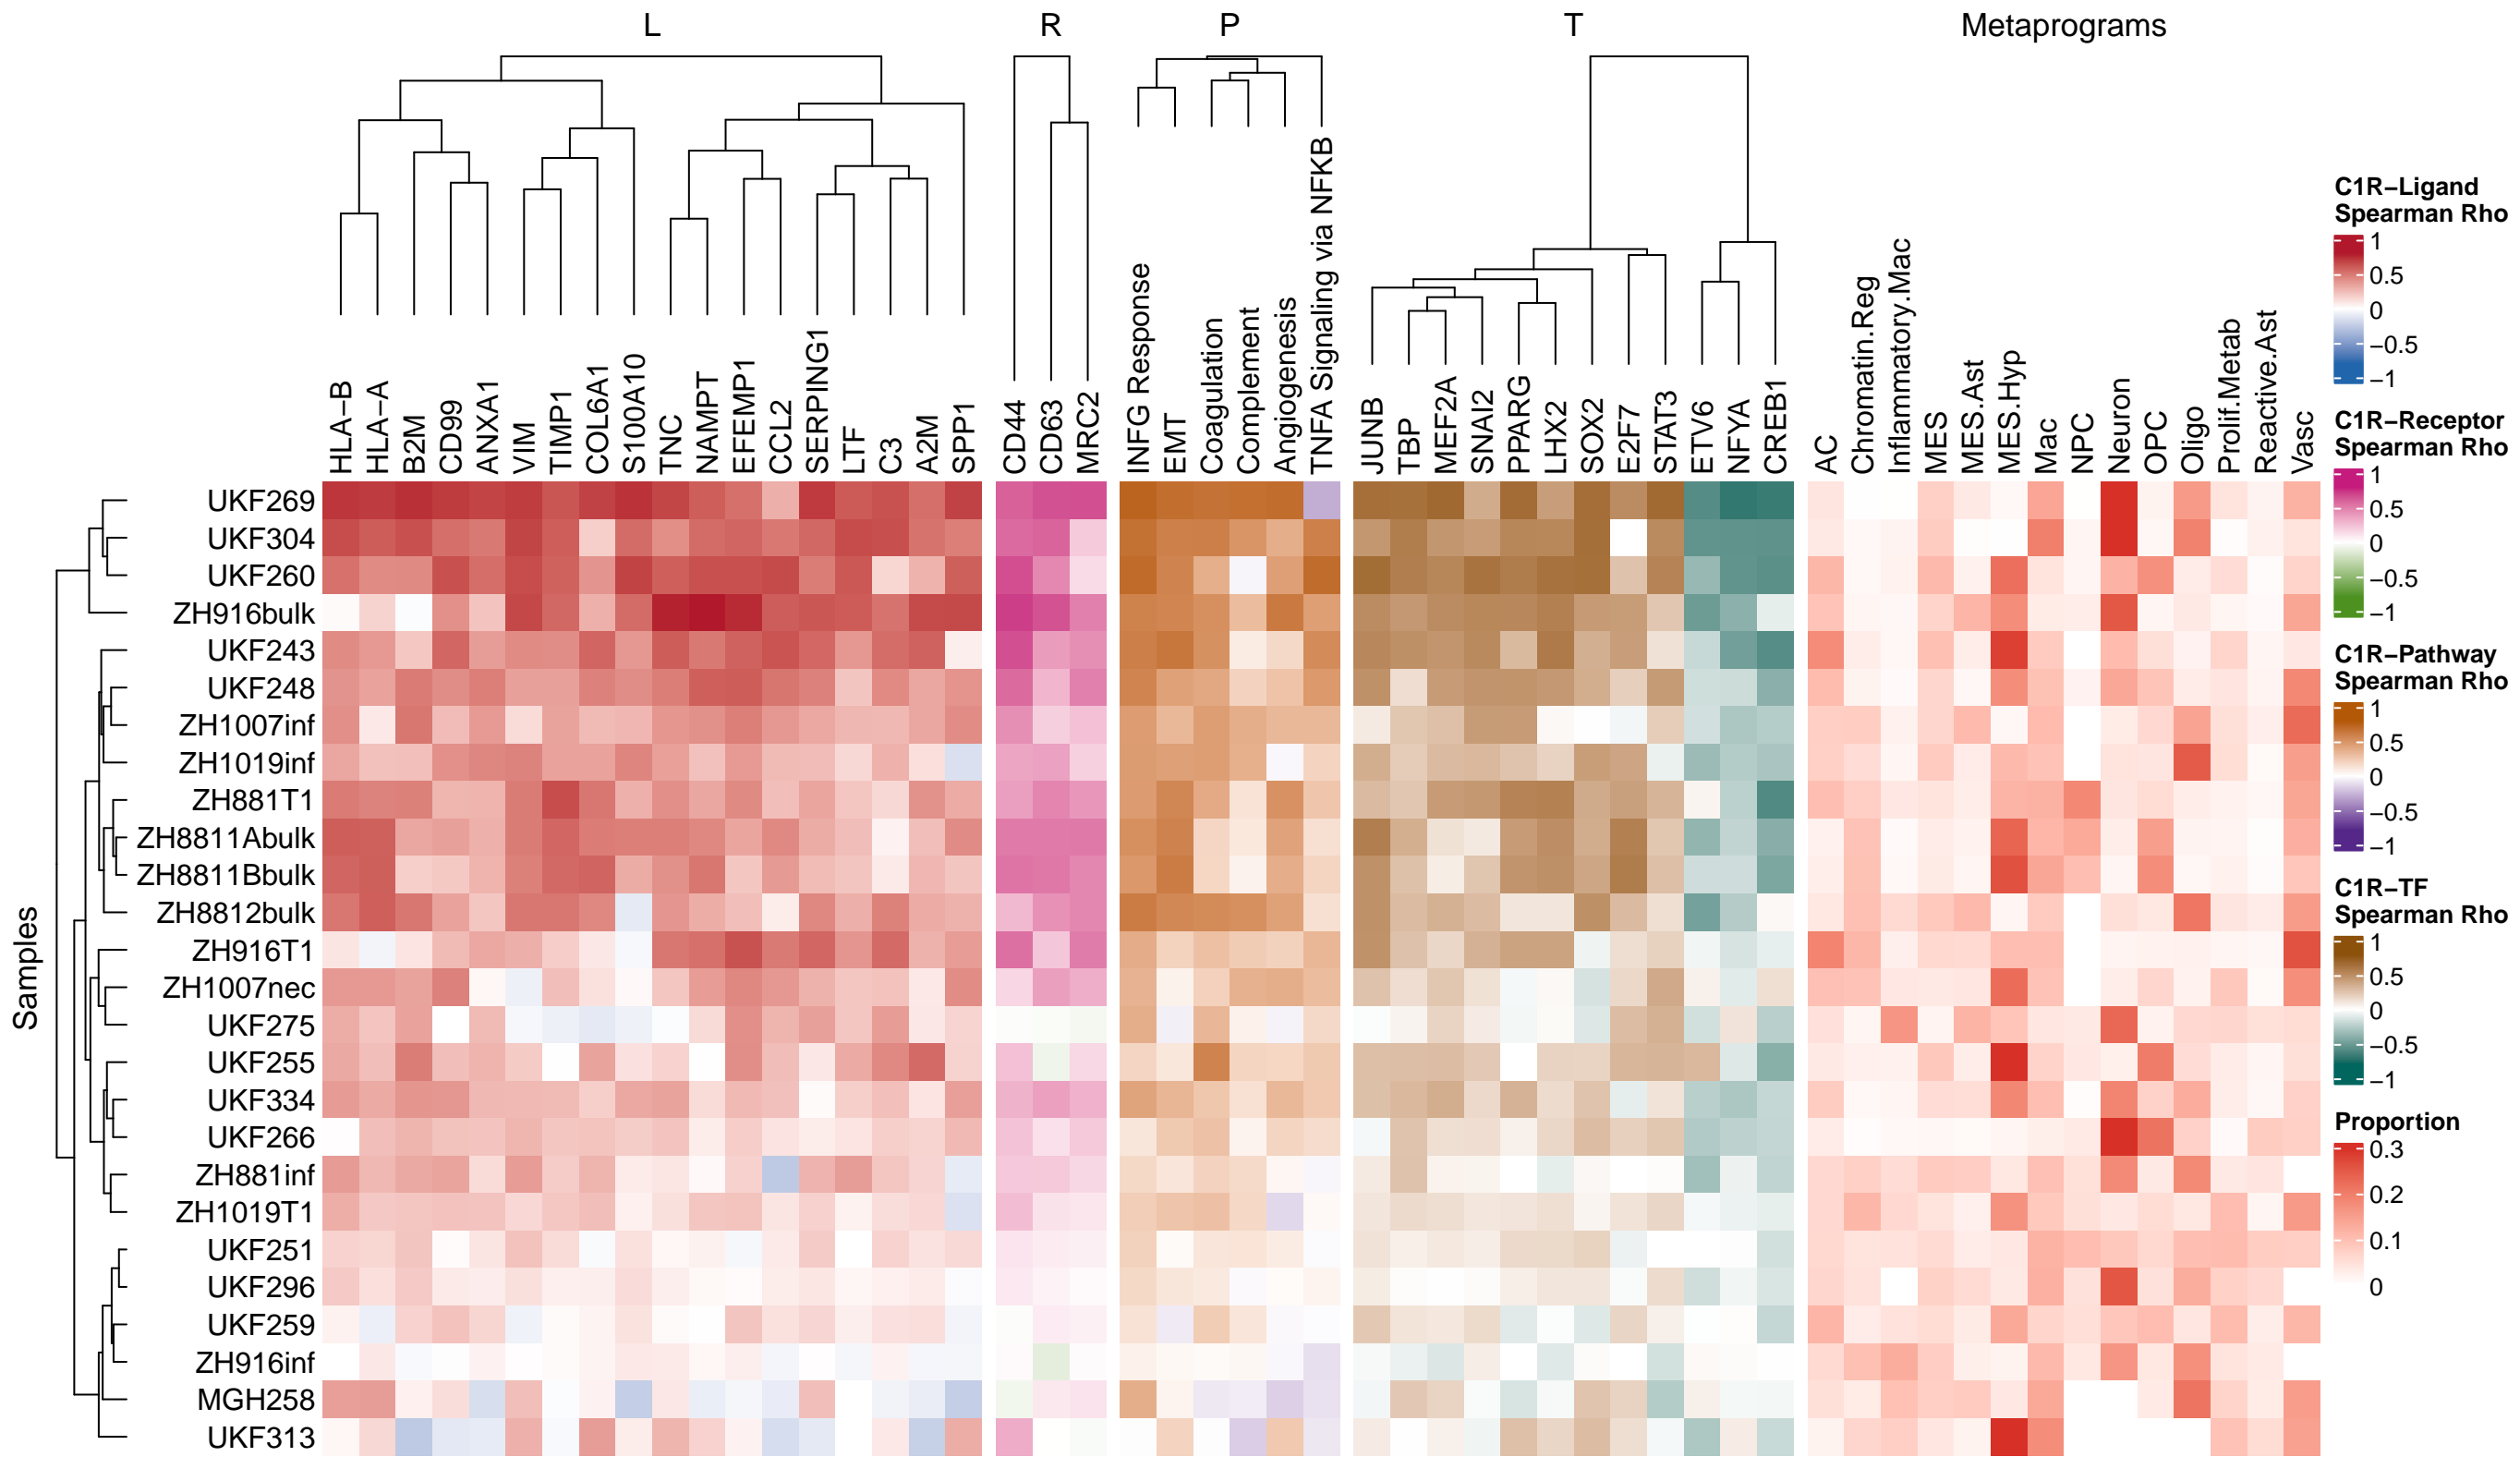 L
R
P
T
Metaprograms
HLA−B
HLA−A
B2M
CD99
ANXA1
VIM
TIMP1
COL6A1
S100A10
TNC
NAMPT
EFEMP1
CCL2
SERPING1
LTF
C3
A2M
SPP1
CD44
CD63
MRC2
INFG Response
EMT
Coagulation
Complement
Angiogenesis
TNFA Signaling via NFKB
JUNB
TBP
MEF2A
SNAI2
PPARG
LHX2
SOX2
E2F7
STAT3
ETV6
NFYA
CREB1
AC
Chromatin.Reg
Inflammatory.Mac
MES
MES.Ast
MES.Hyp
Mac
NPC
Neuron
OPC
Oligo
Prolif.Metab
Reactive.Ast
Vasc
Samples
UKF269
UKF304
UKF260
ZH916bulk
UKF243
UKF248
ZH1007inf
ZH1019inf
ZH881T1
ZH8811Abulk
ZH8811Bbulk
ZH8812bulk
ZH916T1
ZH1007nec
UKF275
UKF255
UKF334
UKF266
ZH881inf
ZH1019T1
UKF251
UKF296
UKF259
ZH916inf
MGH258
UKF313
C1R−Ligand
Spearman Rho
1
0.5
0
−0.5
−1
C1R−Receptor
Spearman Rho
1
0.5
0
−0.5
−1
C1R−Pathway
Spearman Rho
1
0.5
0
−0.5
−1
C1R−TF
Spearman Rho
1
0.5
0
−0.5
−1
Proportion
0.3
0.2
0.1
0